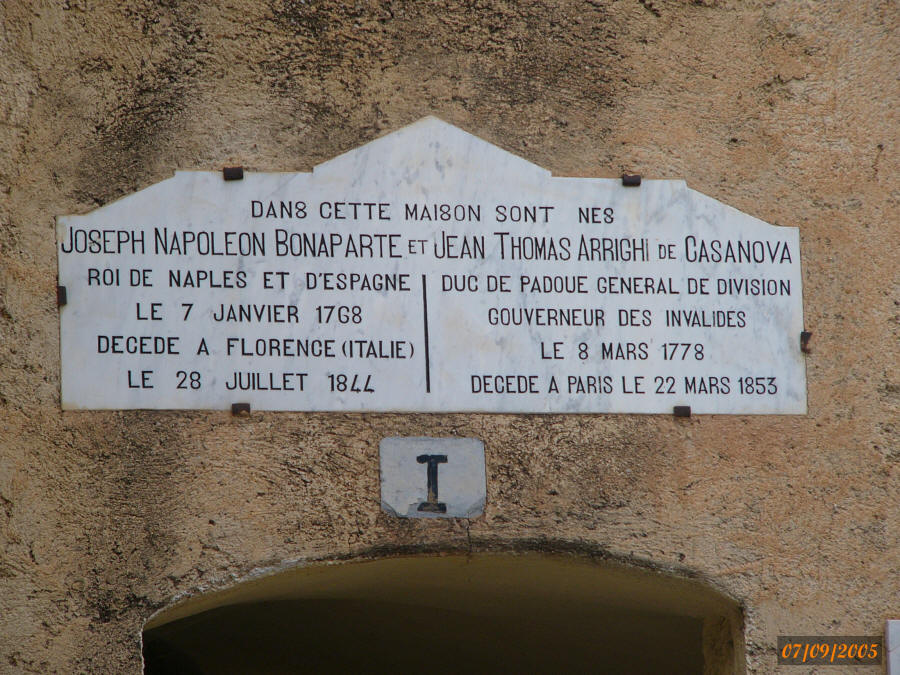 DANS CETTE MAISON SONT NES
JOSEPH NAPOLEON BONAPARTE ET JEAN THOMAS ARRIGHI DE CASANOVA
ROI DE NAPLES ET D'ESPAGNE
LE 7 JANVIER 1768
DECEDE A FLORENCE (ITALIE)
LE 28 JUILLET 1844
DUC DE PADOUE GENERAL DE DIVISION
GOUVERNEUR DES INVALIDES
LE 8 MARS 1778
DECEDE A PARIS LE 22 MARS 1853
I
07/09/2005